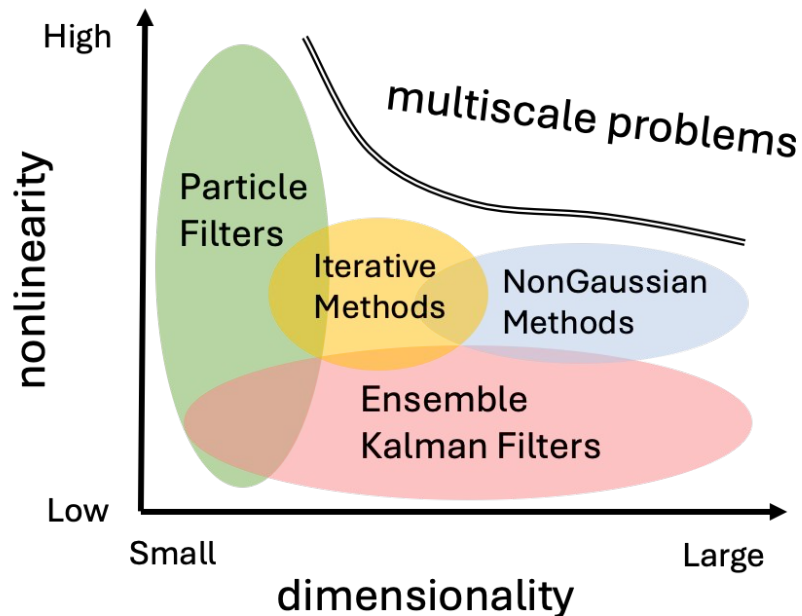 High
multiscale problems
nonlinearity
Particle
Filters
Iterative
Methods
NonGaussian
Methods
Ensemble
Kalman Filters
Low
Small
Large
dimensionality